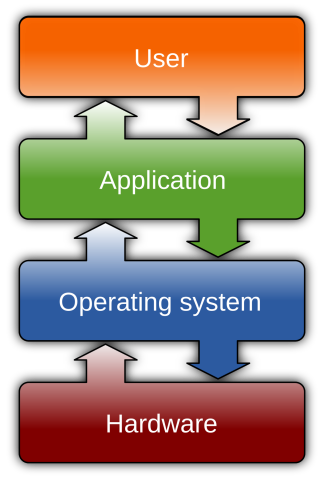 User
Application
Operating system
Hardware